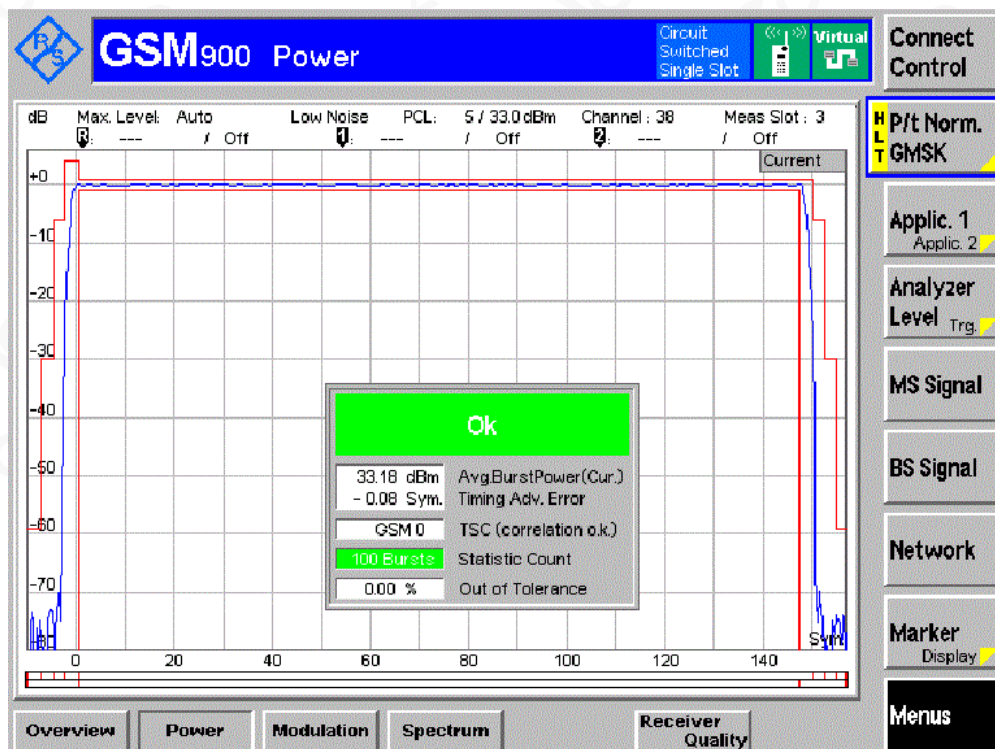 R/S
GSM900 Power
Circuit Switched Single Slot
Virtual
Connect Control
dB Max. Level: Auto Low Noise PCL: 5 / 33.0 dBm Channel : 38 Meas Slot : 3
R: --- / Off 1: --- / Off 2: --- / Off
Current
HLT
P/t Norm. GMSK
+0
-10
-20
-30
-40
-50
-60
-70
-80
Applic. 1
Applic. 2
Analyzer Level Trg.
MS Signal
BS Signal
Network
Marker
Display
Menus
Ok
33.18 dBm Avg.BurstPower(Cur.)
- 0.08 Sym. Timing Adv. Error
GSM 0 TSC (correlation o.k.)
100 Bursts Statistic Count
0.00 % Out of Tolerance
Sym
0 20 40 60 80 100 120 140
Overview Power Modulation Spectrum Receiver Quality